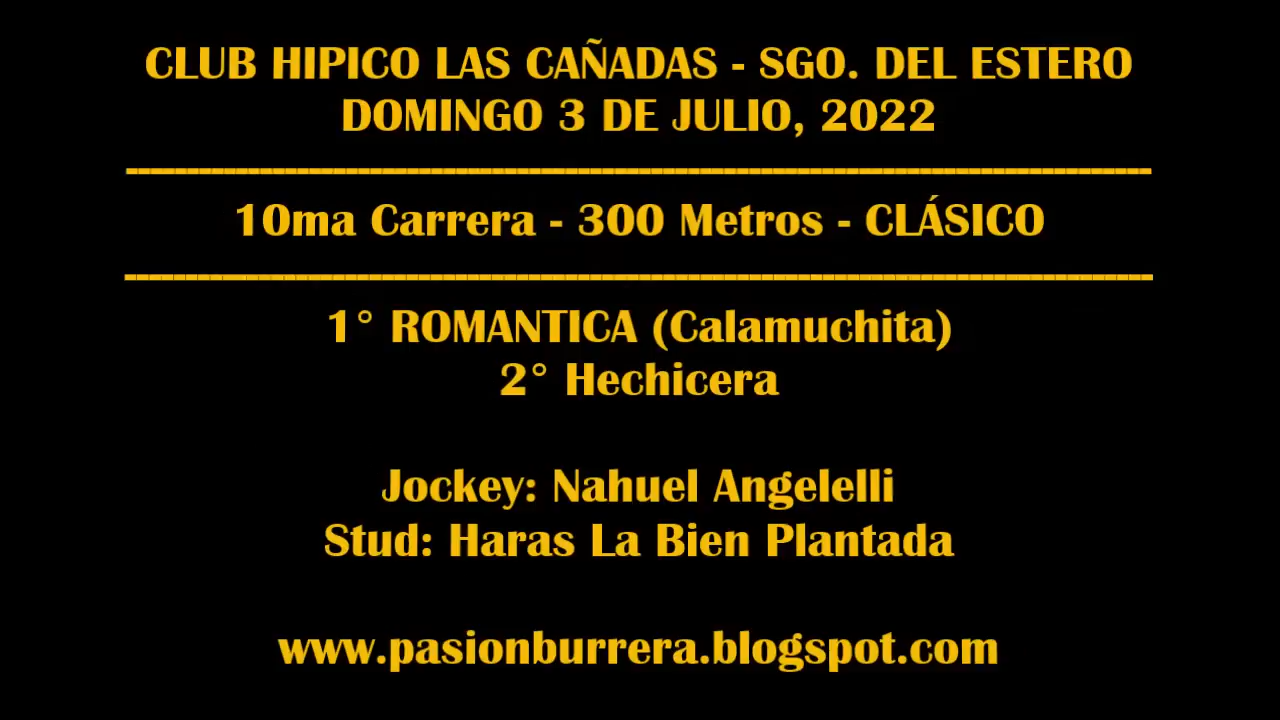 CLUB HIPICO LAS CAÑADAS - SGO. DEL ESTERO
DOMINGO 3 DE JULIO, 2022
10ma Carrera - 300 Metros - CLÁSICO
1° ROMANTICA (Calamuchita)
2° Hechicera
Jockey: Nahuel Angelelli
Stud: Haras La Bien Plantada
www.pasionburrera.blogspot.com